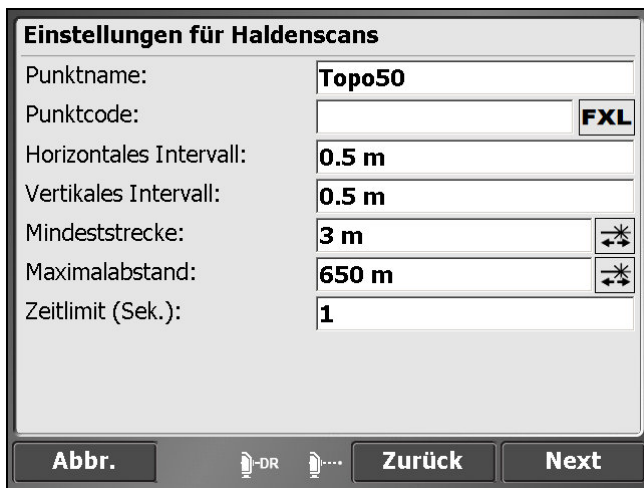 Einstellungen für Haldenscans
Punktname: Topo50
Punktcode: FXL
Horizontales Intervall: 0.5 m
Vertikales Intervall: 0.5 m
Mindeststrecke: 3 m
Maximalabstand: 650 m
Zeitlimit (Sek.): 1
Abbr. -DR Zurück Next